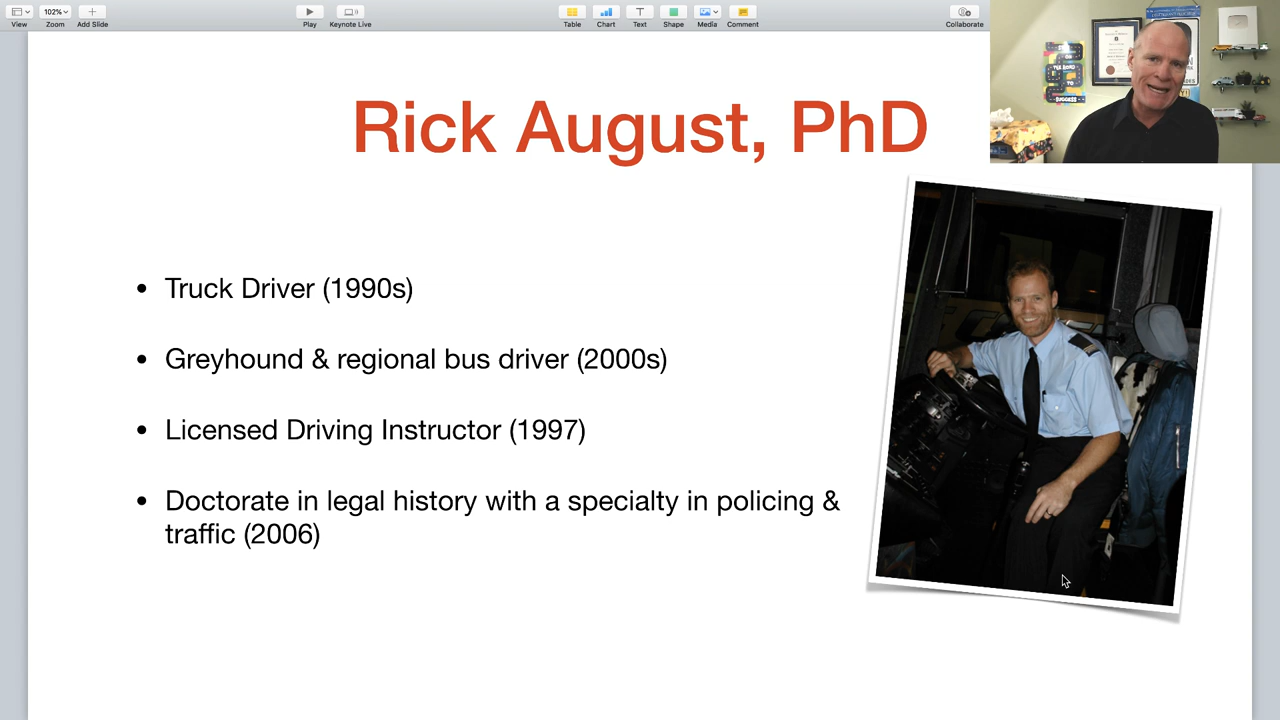 102%
View
Zoom
Add Slide
Play
Keynote Live
Table
Chart
Text
Shape
Media
Comment
Collaborate
Rick August, PhD
• Truck Driver (1990s)
• Greyhound & regional bus driver (2000s)
• Licensed Driving Instructor (1997)
• Doctorate in legal history with a specialty in policing &
traffic (2006)